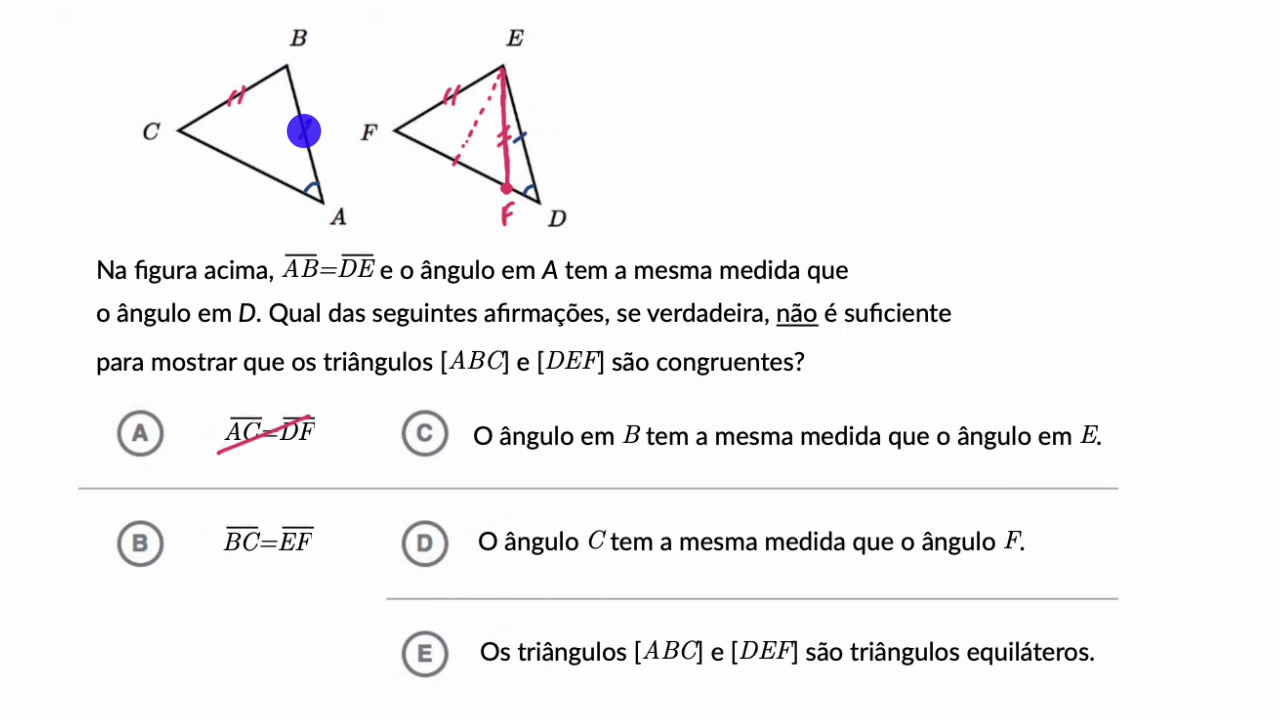 B
E
C
F
A
F
D
Na figura acima, AB=DE e o ângulo em A tem a mesma medida que
o ângulo em D. Qual das seguintes afirmações, se verdadeira, não é suficiente
para mostrar que os triângulos [ABC] e [DEF] são congruentes?
A AC=DF
C O ângulo em B tem a mesma medida que o ângulo em E.
B BC=EF
D O ângulo C tem a mesma medida que o ângulo F.
E Os triângulos [ABC] e [DEF] são triângulos equiláteros.